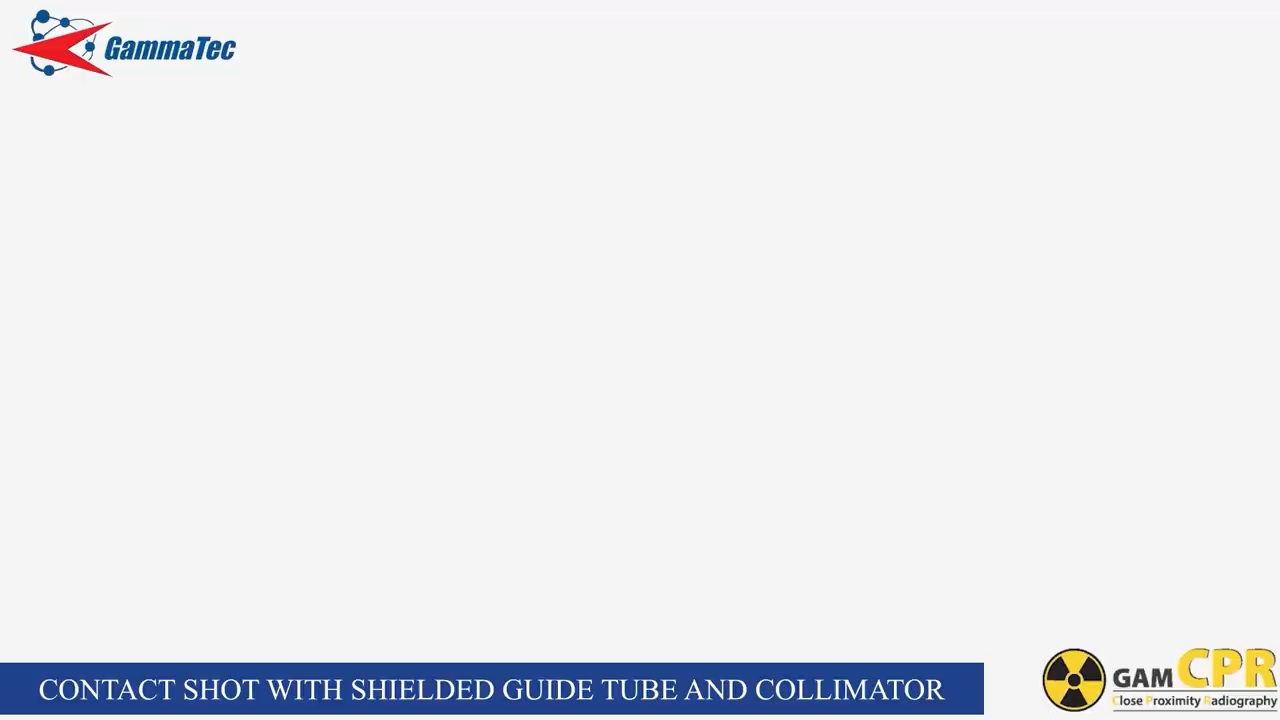 GammaTec
CONTACT SHOT WITH SHIELDED GUIDE TUBE AND COLLIMATOR
GAM CPR
Close Proximity Radiography